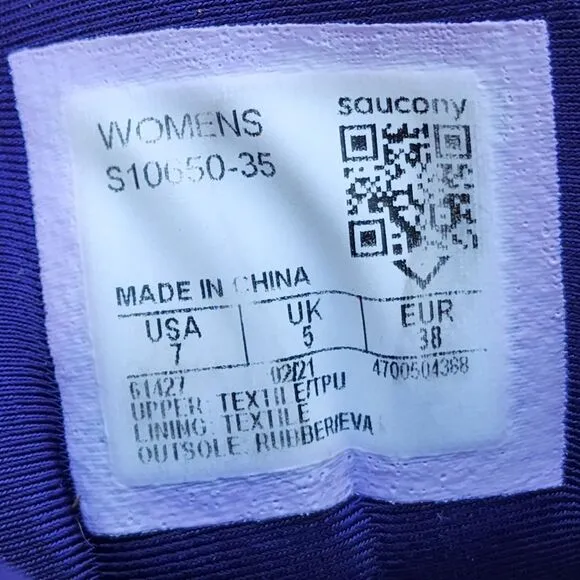 WOMENS
saucony
S10650-35
MADE IN CHINA
USA UK EUR
7 5 38
61427 02/21 4700504368
UPPER: TEXTILE/TPU
LINING: TEXTILE
OUTSOLE: RUBBER/EVA